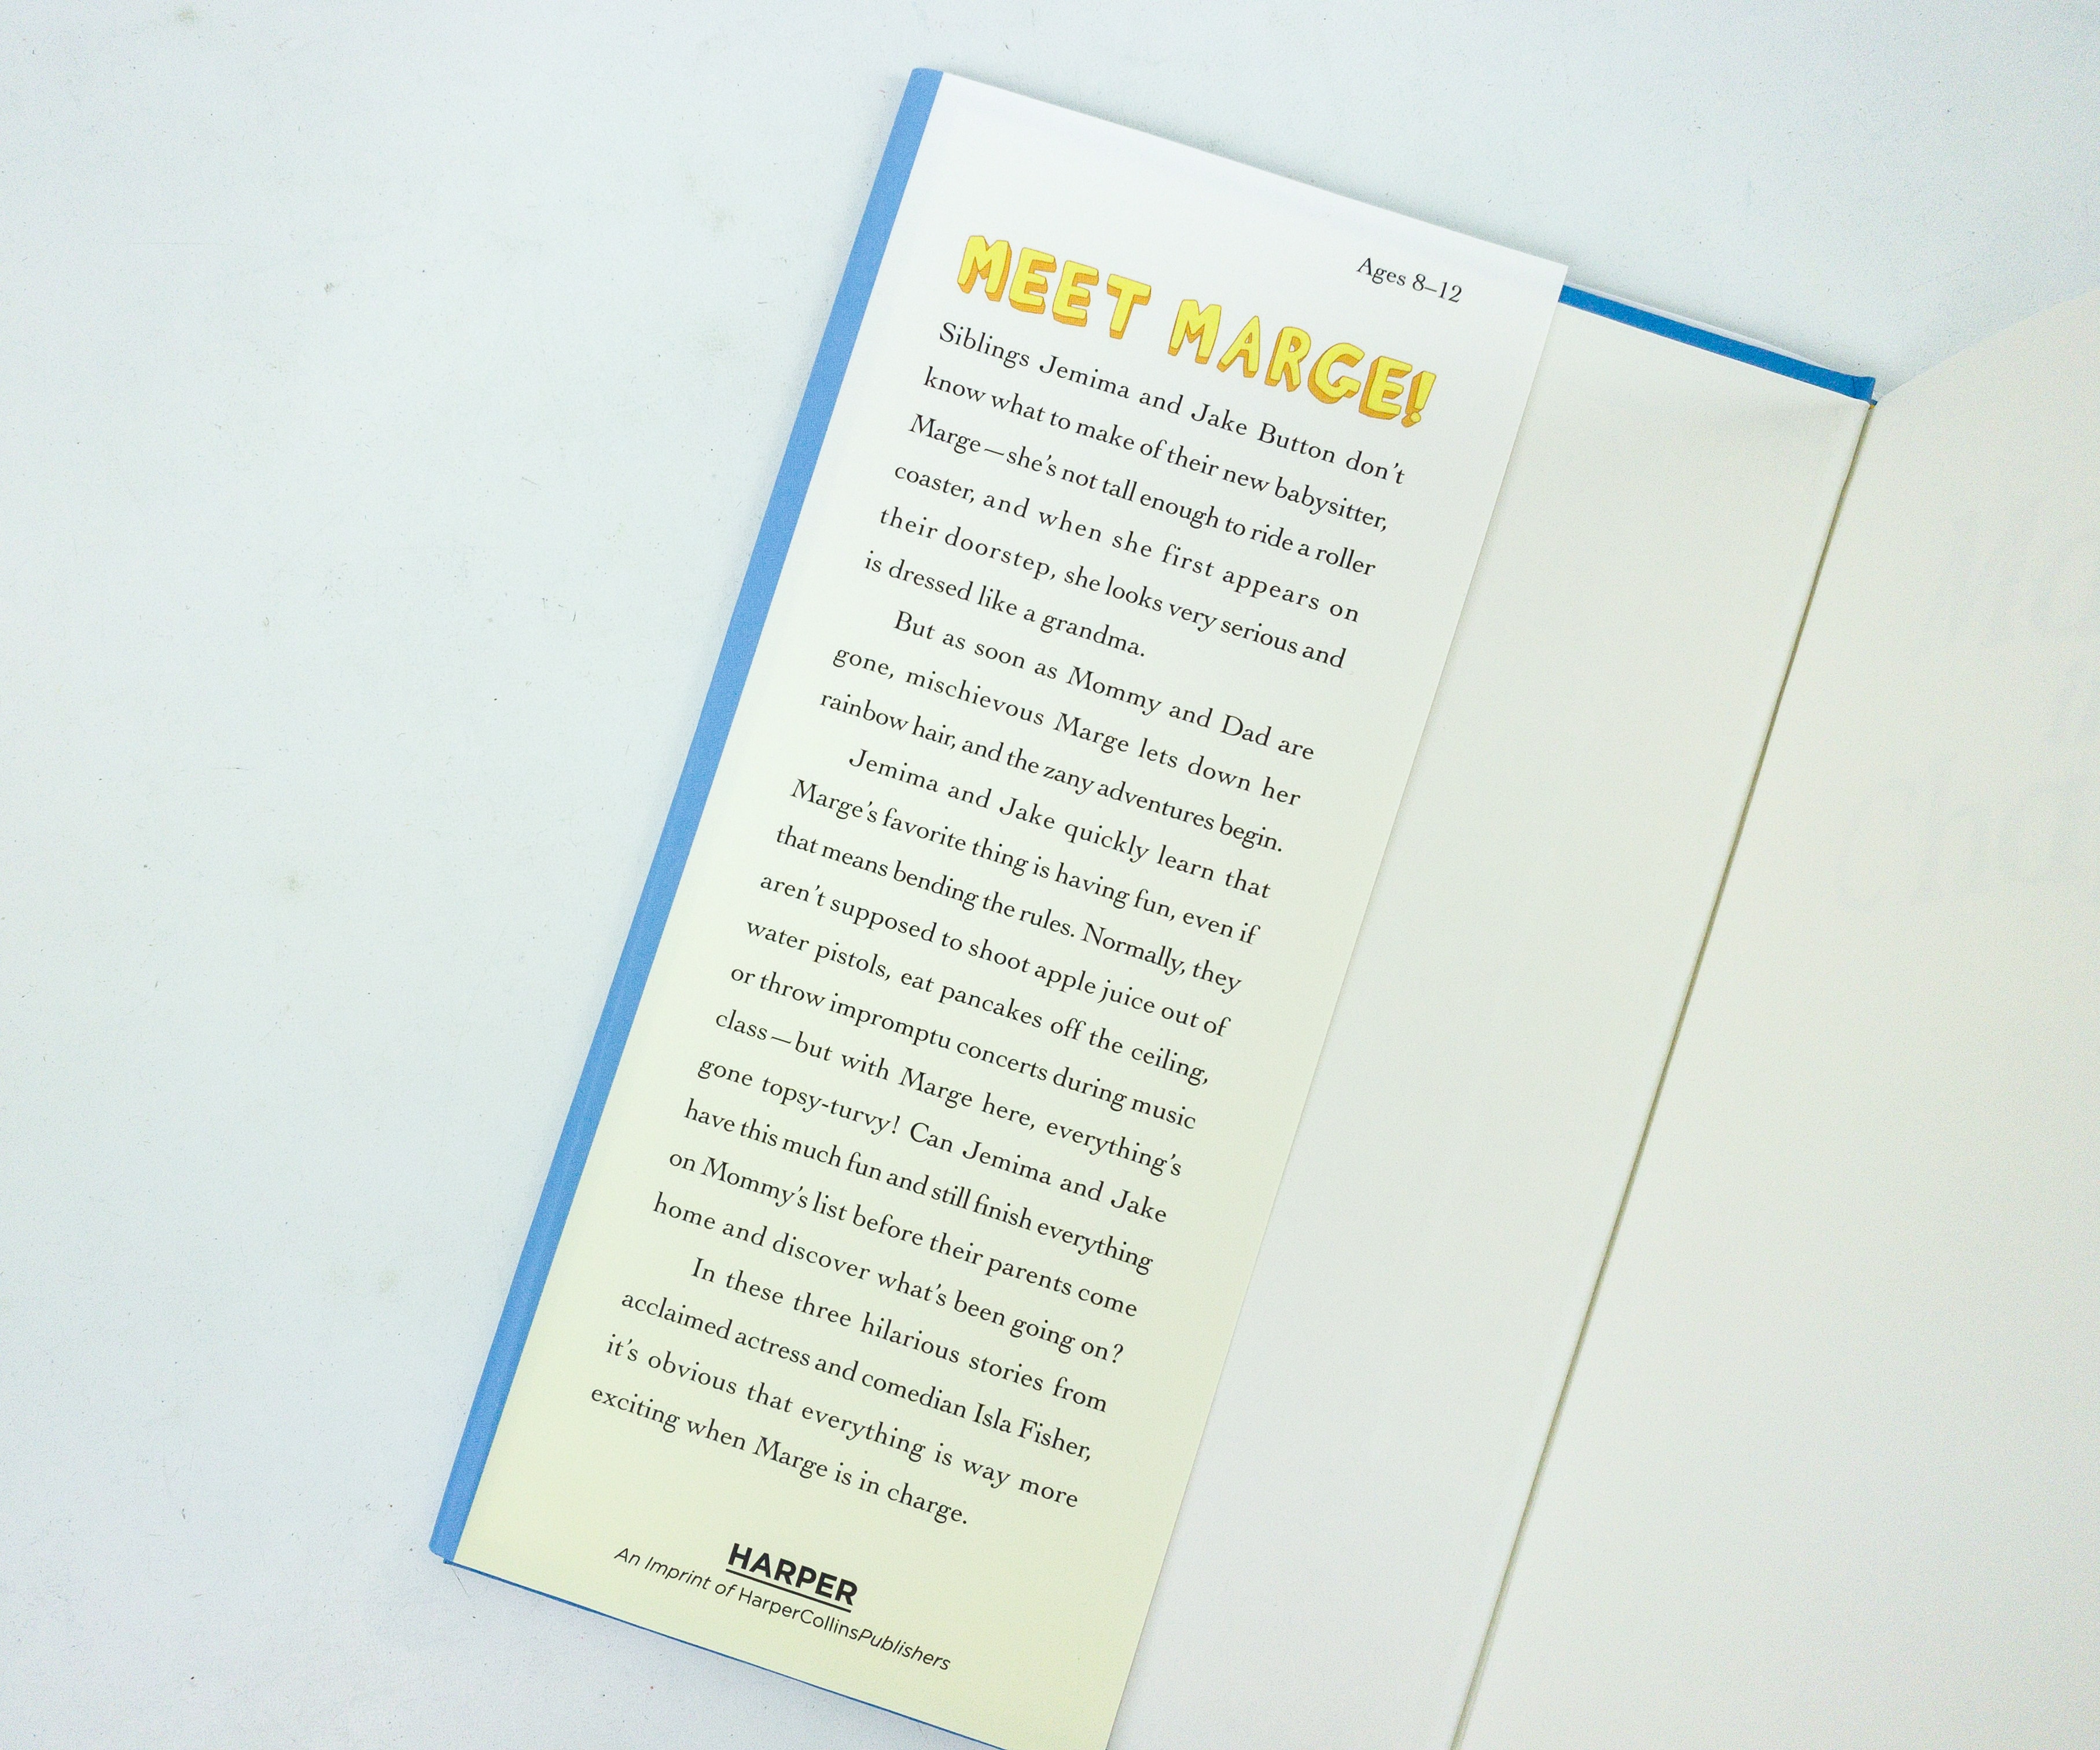 Ages 8–12
MEET MARGE!
Siblings Jemima and Jake Button don't
know what to make of their new babysitter,
Marge—she's not tall enough to ride a roller
coaster, and when she first appears on
their doorstep, she looks very serious and
is dressed like a grandma.
But as soon as Mommy and Dad are
gone, mischievous Marge lets down her
rainbow hair, and the zany adventures begin.
Jemima and Jake quickly learn that
Marge's favorite thing is having fun, even if
that means bending the rules. Normally, they
aren't supposed to shoot apple juice out of
water pistols, eat pancakes off the ceiling,
or throw impromptu concerts during music
class—but with Marge here, everything's
gone topsy-turvy! Can Jemima and Jake
have this much fun and still finish everything
on Mommy's list before their parents come
home and discover what's been going on?
In these three hilarious stories from
acclaimed actress and comedian Isla Fisher,
it's obvious that everything is way more
exciting when Marge is in charge.
HARPER
An Imprint of HarperCollinsPublishers